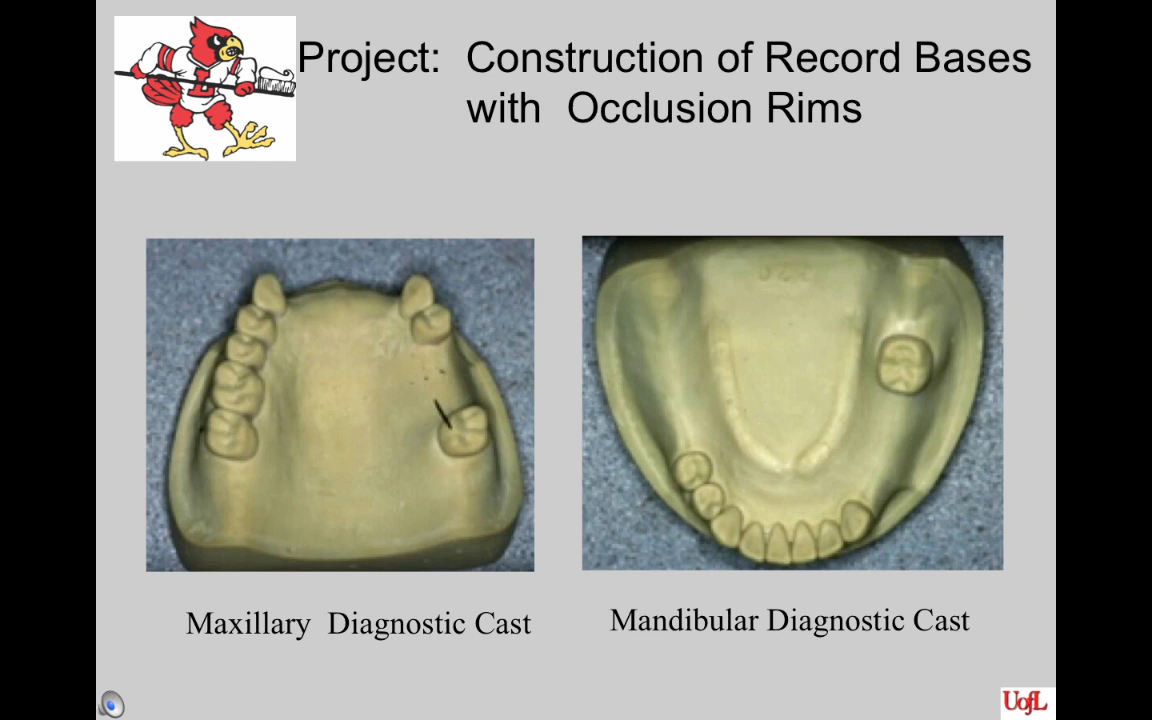 Project: Construction of Record Bases
with Occlusion Rims
Maxillary Diagnostic Cast
Mandibular Diagnostic Cast
UofL